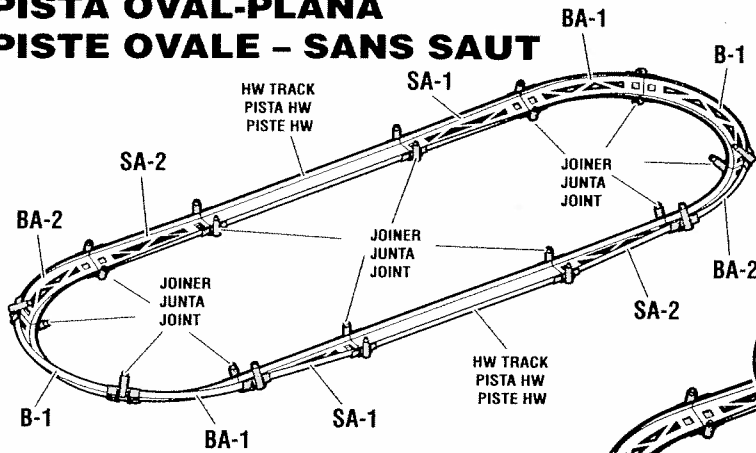 PISTA OVAL-PLANA
PISTE OVALE – SANS SAUT
BA-1
B-1
SA-1
HW TRACK
PISTA HW
PISTE HW
SA-2
BA-2
JOINER
JUNTA
JOINT
JOINER
JUNTA
JOINT
JOINER
JUNTA
JOINT
BA-2
SA-2
HW TRACK
PISTA HW
PISTE HW
B-1
BA-1
SA-1